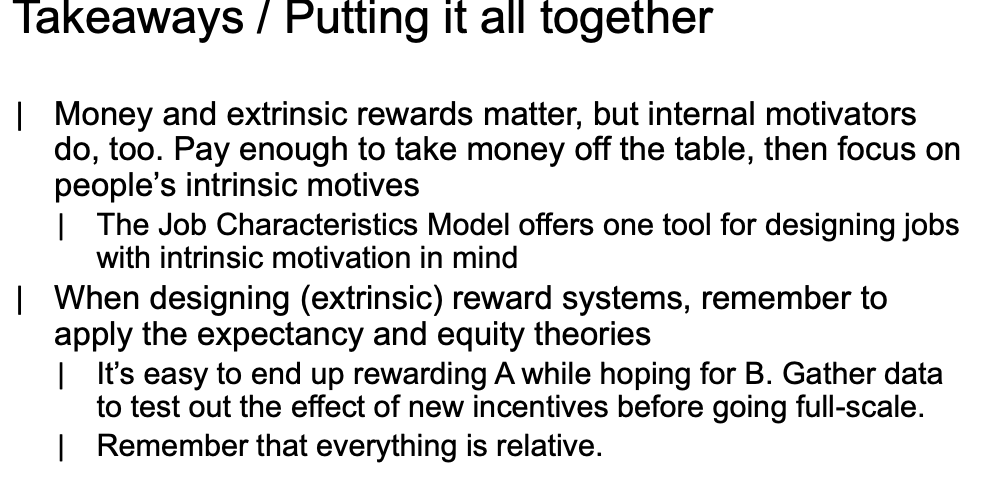 Takeaways / Putting it all together
| Money and extrinsic rewards matter, but internal motivators
do, too. Pay enough to take money off the table, then focus on
people’s intrinsic motives
| The Job Characteristics Model offers one tool for designing jobs
with intrinsic motivation in mind
| When designing (extrinsic) reward systems, remember to
apply the expectancy and equity theories
| It’s easy to end up rewarding A while hoping for B. Gather data
to test out the effect of new incentives before going full-scale.
| Remember that everything is relative.